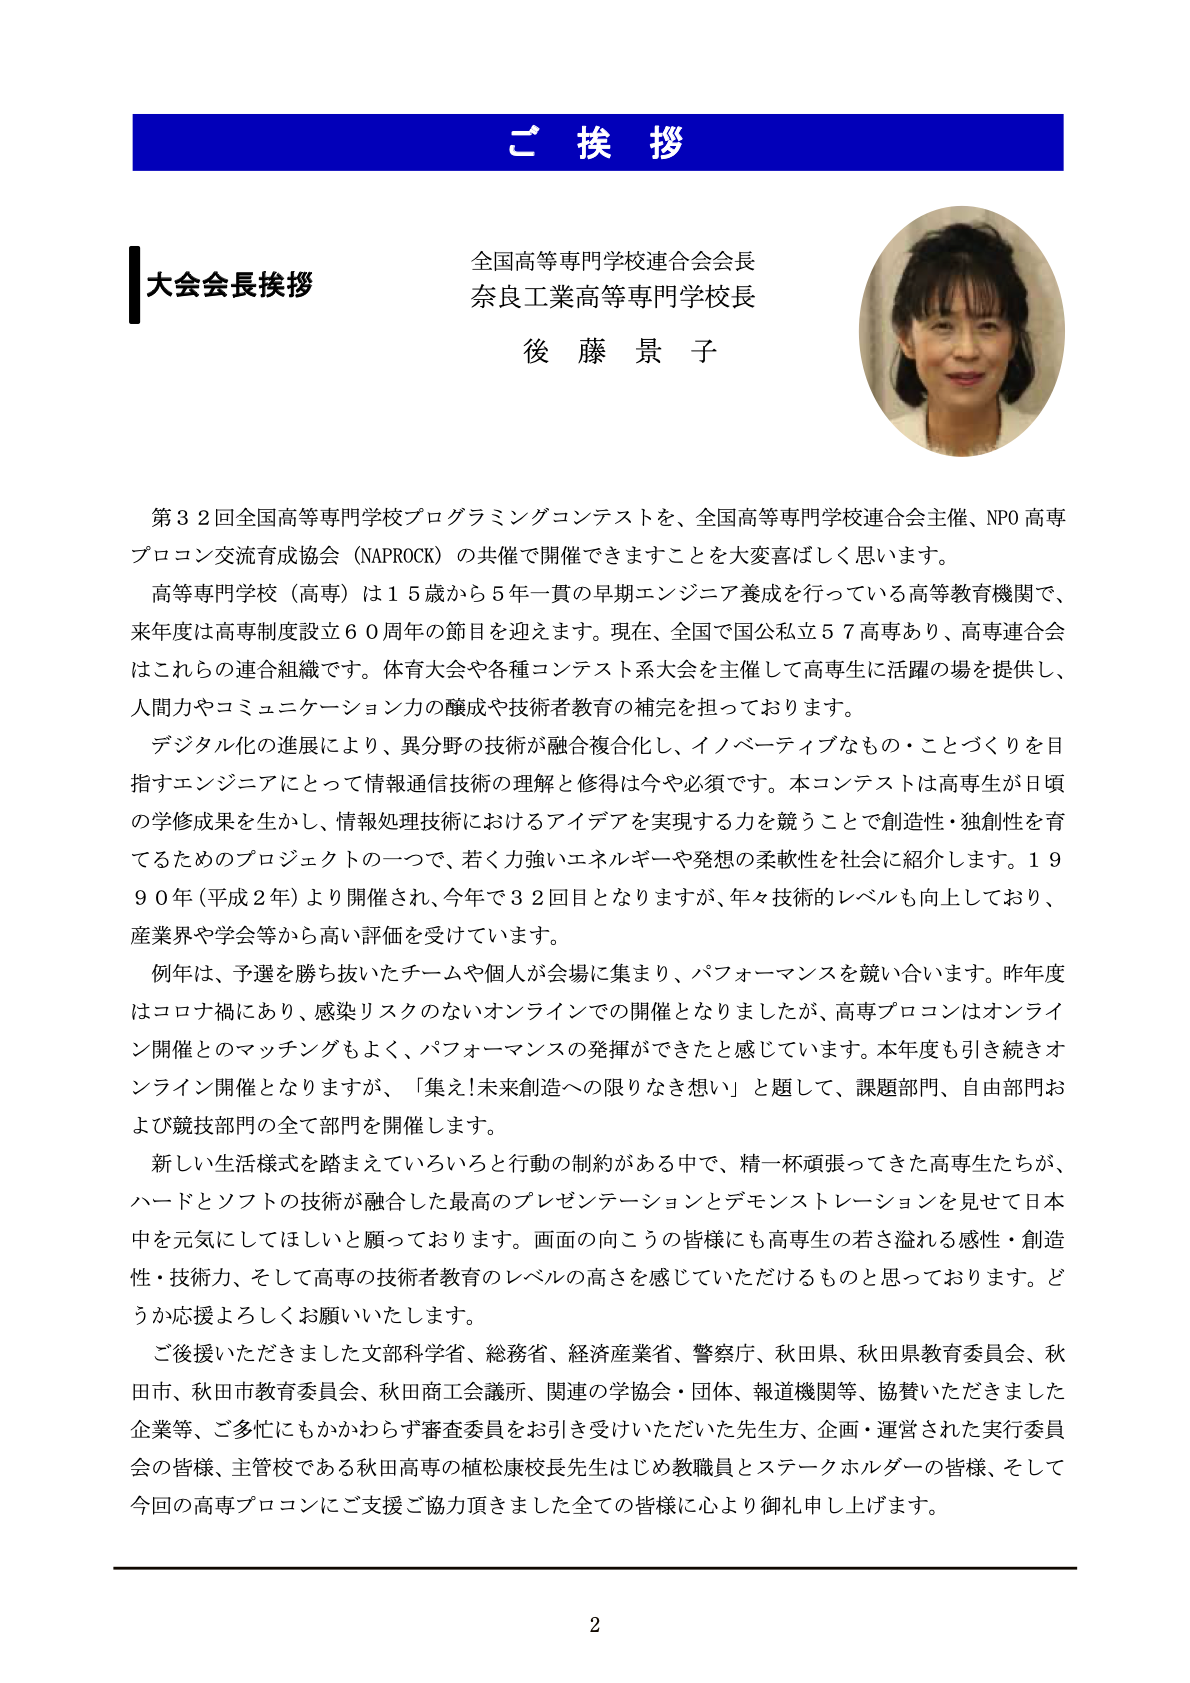 ご 挨 拶
大会会長挨拶
全国高等専門学校連合会会長
奈良工業高等専門学校長
後 藤 景 子
第３２回全国高等専門学校プログラミングコンテストを、全国高等専門学校連合会主催、NPO 高専
プロコン交流育成協会（NAPROCK）の共催で開催できますことを大変喜ばしく思います。
高等専門学校（高専）は１５歳から５年一貫の早期エンジニア養成を行っている高等教育機関で、
来年度は高専制度設立６０周年の節目を迎えます。現在、全国で国公私立５７高専あり、高専連合会
はこれらの連合組織です。体育大会や各種コンテスト系大会を主催して高専生に活躍の場を提供し、
人間力やコミュニケーション力の醸成や技術者教育の補完を担っております。
デジタル化の進展により、異分野の技術が融合複合化し、イノベーティブなもの・ことづくりを目
指すエンジニアにとって情報通信技術の理解と修得は今や必須です。本コンテストは高専生が日頃
の学修成果を生かし、情報処理技術におけるアイデアを実現する力を競うことで創造性・独創性を育
てるためのプロジェクトの一つで、若く力強いエネルギーや発想の柔軟性を社会に紹介します。１９
９０年（平成２年）より開催され、今年で３２回目となりますが、年々技術的レベルも向上しており、
産業界や学会等から高い評価を受けています。
例年は、予選を勝ち抜いたチームや個人が会場に集まり、パフォーマンスを競い合います。昨年度
はコロナ禍にあり、感染リスクのないオンラインでの開催となりましたが、高専プロコンはオンライ
ン開催とのマッチングもよく、パフォーマンスの発揮ができたと感じています。本年度も引き続きオ
ンライン開催となりますが、「集え！未来創造への限りなき想い」と題して、課題部門、自由部門お
よび競技部門の全て部門を開催します。
新しい生活様式を踏まえていろいろと行動の制約がある中で、精一杯頑張ってきた高専生たちが、
ハードとソフトの技術が融合した最高のプレゼンテーションとデモンストレーションを見せて日本
中を元気にしてほしいと願っております。画面の向こうの皆様にも高専生の若さ溢れる感性・創造
性・技術力、そして高専の技術者教育のレベルの高さを感じていただけるものと思っております。ど
うか応援よろしくお願いいたします。
ご後援いただきました文部科学省、総務省、経済産業省、警察庁、秋田県、秋田県教育委員会、秋
田市、秋田市教育委員会、秋田商工会議所、関連の学協会・団体、報道機関等、協賛いただきました
企業等、ご多忙にもかかわらず審査委員をお引き受けいただいた先生方、企画・運営された実行委員
会の皆様、主管校である秋田高専の植松康校長先生はじめ教職員とステークホルダーの皆様、そして
今回の高専プロコンにご支援ご協力頂きました全ての皆様に心より御礼申し上げます。
2